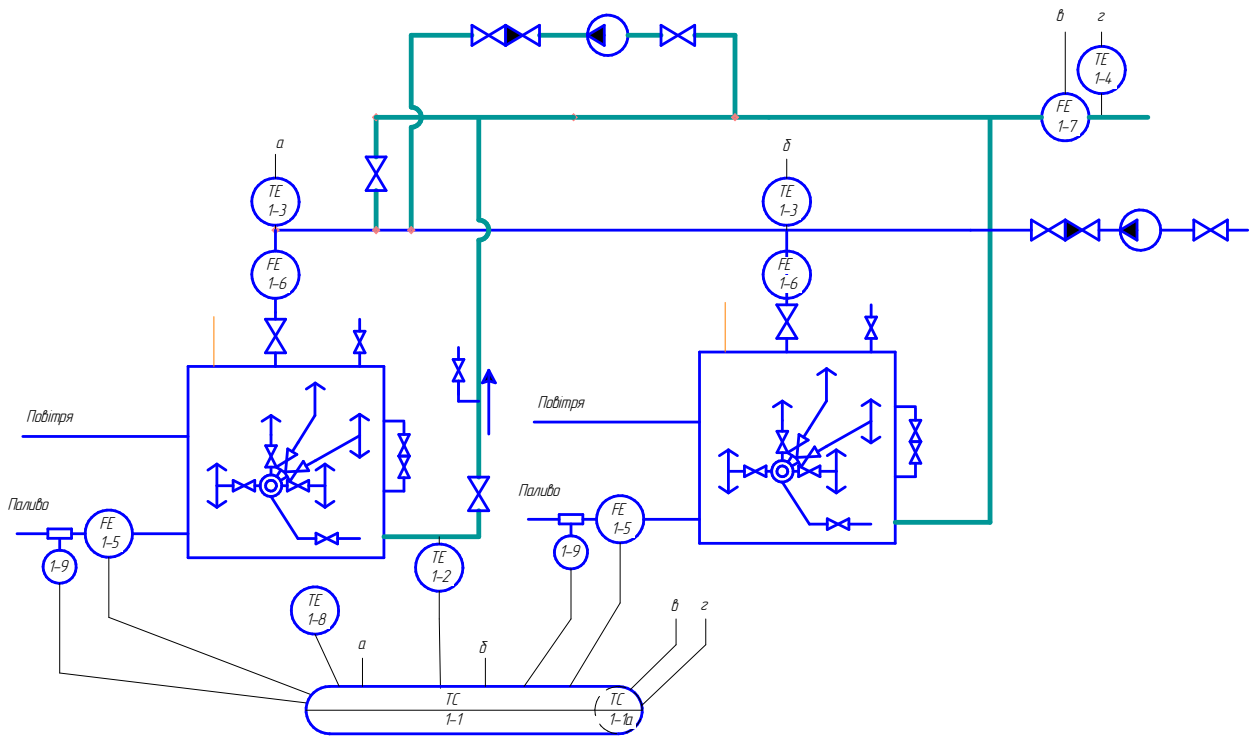 в
г
TE
1-4
FE
1-7
а
б
TE
1-3
TE
1-3
FE
1-6
FE
1-6
Повітря
Повітря
Паливо
Паливо
FE
1-5
FE
1-5
1-9
1-9
TE
1-2
TE
1-8
в
г
а
б
TC
1-1
TC
1-1а